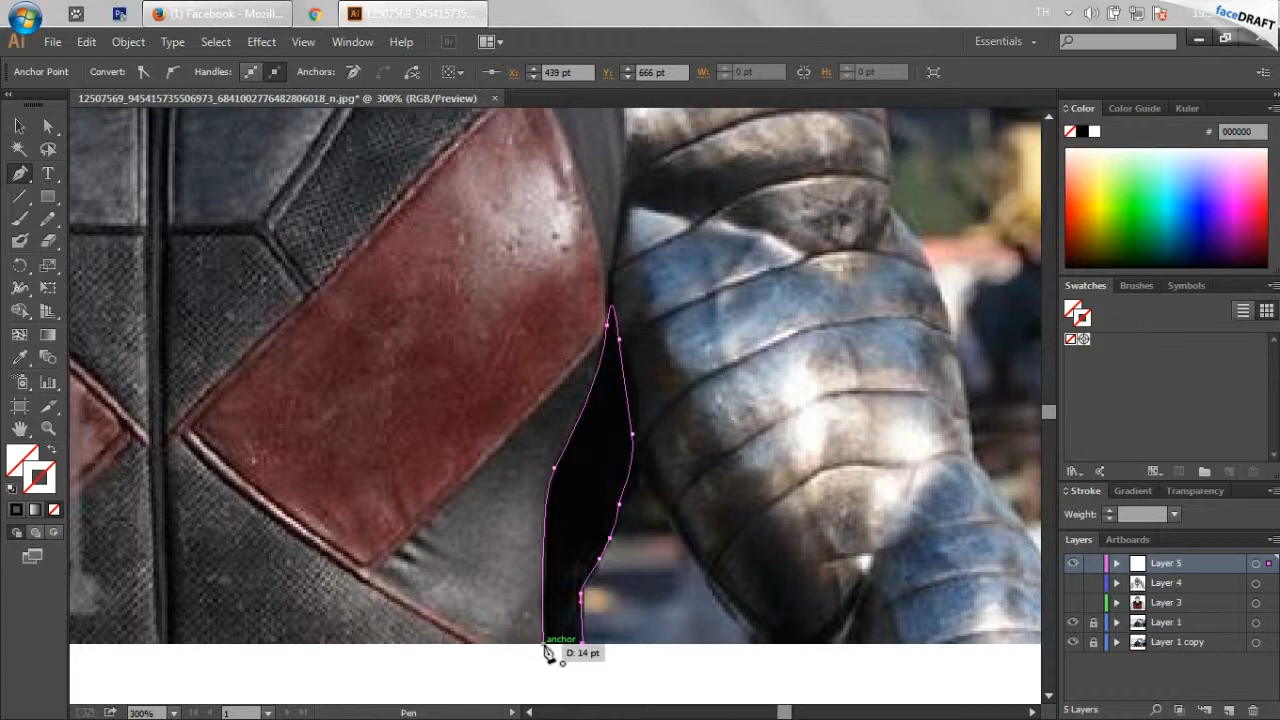 (1) Facebook - Mozill...
12507569_945415735...
TH
faceDRAFT
Ai
File
Edit
Object
Type
Select
Effect
View
Window
Help
Br
Essentials
Anchor Point
Convert:
Handles:
Anchors:
X:
439 pt
Y:
666 pt
W:
0 pt
H:
0 pt
12507569_945415735506973_6841002776482806018_n.jpg* @ 300% (RGB/Preview)
Color
Color Guide
Kuler
#
000000
Swatches
Brushes
Symbols
Stroke
Gradient
Transparency
Weight:
Layers
Artboards
Layer 5
Layer 4
Layer 3
Layer 1
Layer 1 copy
anchor
D: 14 pt
300%
1
Pen
5 Layers